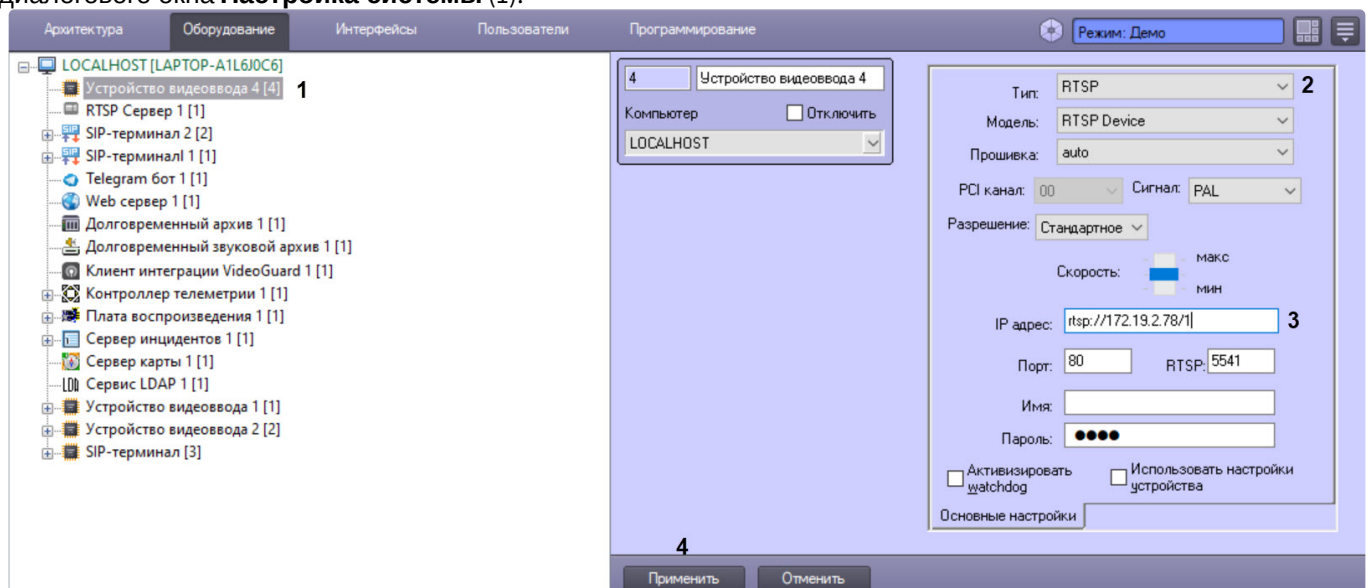 диалогового окна Настройка системы (1).
Архитектура Оборудование Интерфейсы Пользователи Программирование Режим: Демо
LOCALHOST [LAPTOP-A1L6J0C6]
Устройство видеоввода 4 [4] 1
RTSP Сервер 1 [1]
SIP-терминал 2 [2]
SIP-терминалl 1 [1]
Telegram бот 1 [1]
Web сервер 1 [1]
Долговременный архив 1 [1]
Долговременный звуковой архив 1 [1]
Клиент интеграции VideoGuard 1 [1]
Контроллер телеметрии 1 [1]
Плата воспроизведения 1 [1]
Сервер инцидентов 1 [1]
Сервер карты 1 [1]
Сервис LDAP 1 [1]
Устройство видеоввода 1 [1]
Устройство видеоввода 2 [2]
SIP-терминал [3]
4 Устройство видеоввода 4
Компьютер Отключить
LOCALHOST
Тип: RTSP 2
Модель: RTSP Device
Прошивка: auto
PCI канал: 00 Сигнал: PAL
Разрешение: Стандартное
макс
Скорость:
мин
IP адрес: rtsp://172.19.2.78/1 3
Порт: 80 RTSP: 5541
Имя:
Пароль: ●●●●
Активизировать watchdog
Использовать настройки устройства
Основные настройки
4
Применить Отменить